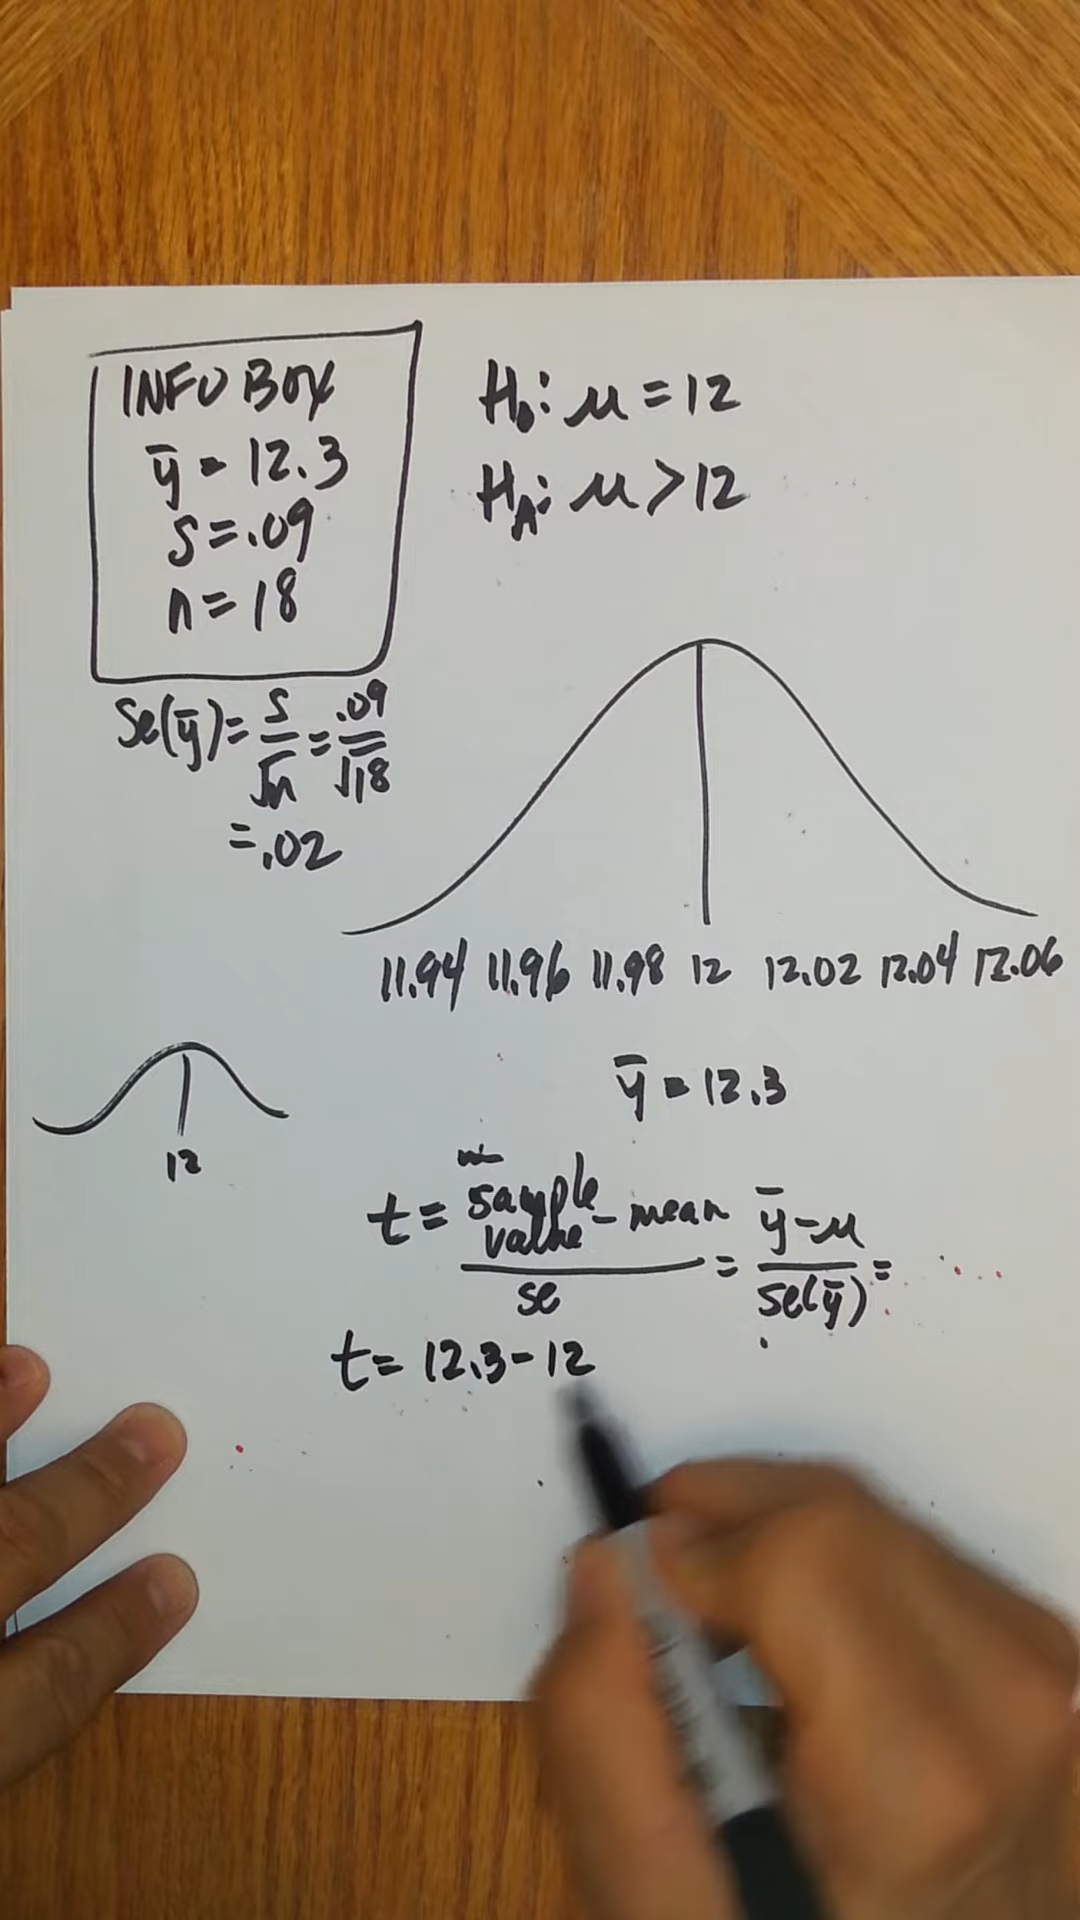 INFO BOX
ȳ = 12.3
s = .09
n = 18
H₀: μ = 12
H_A: μ > 12
Se(ȳ) = s/√n = .09/√18
= .02
11.94 11.96 11.98 12 12.02 12.04 12.06
12
ȳ = 12.3
t = (sample value - mean)/se = (ȳ - μ)/se(ȳ) =
t = 12.3 - 12